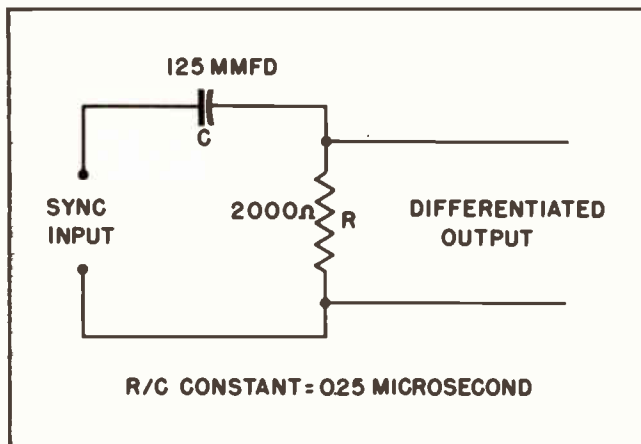 125 MMFD
C
SYNC
INPUT
2000Ω R
DIFFERENTIATED
OUTPUT
R/C CONSTANT = 0.25 MICROSECOND